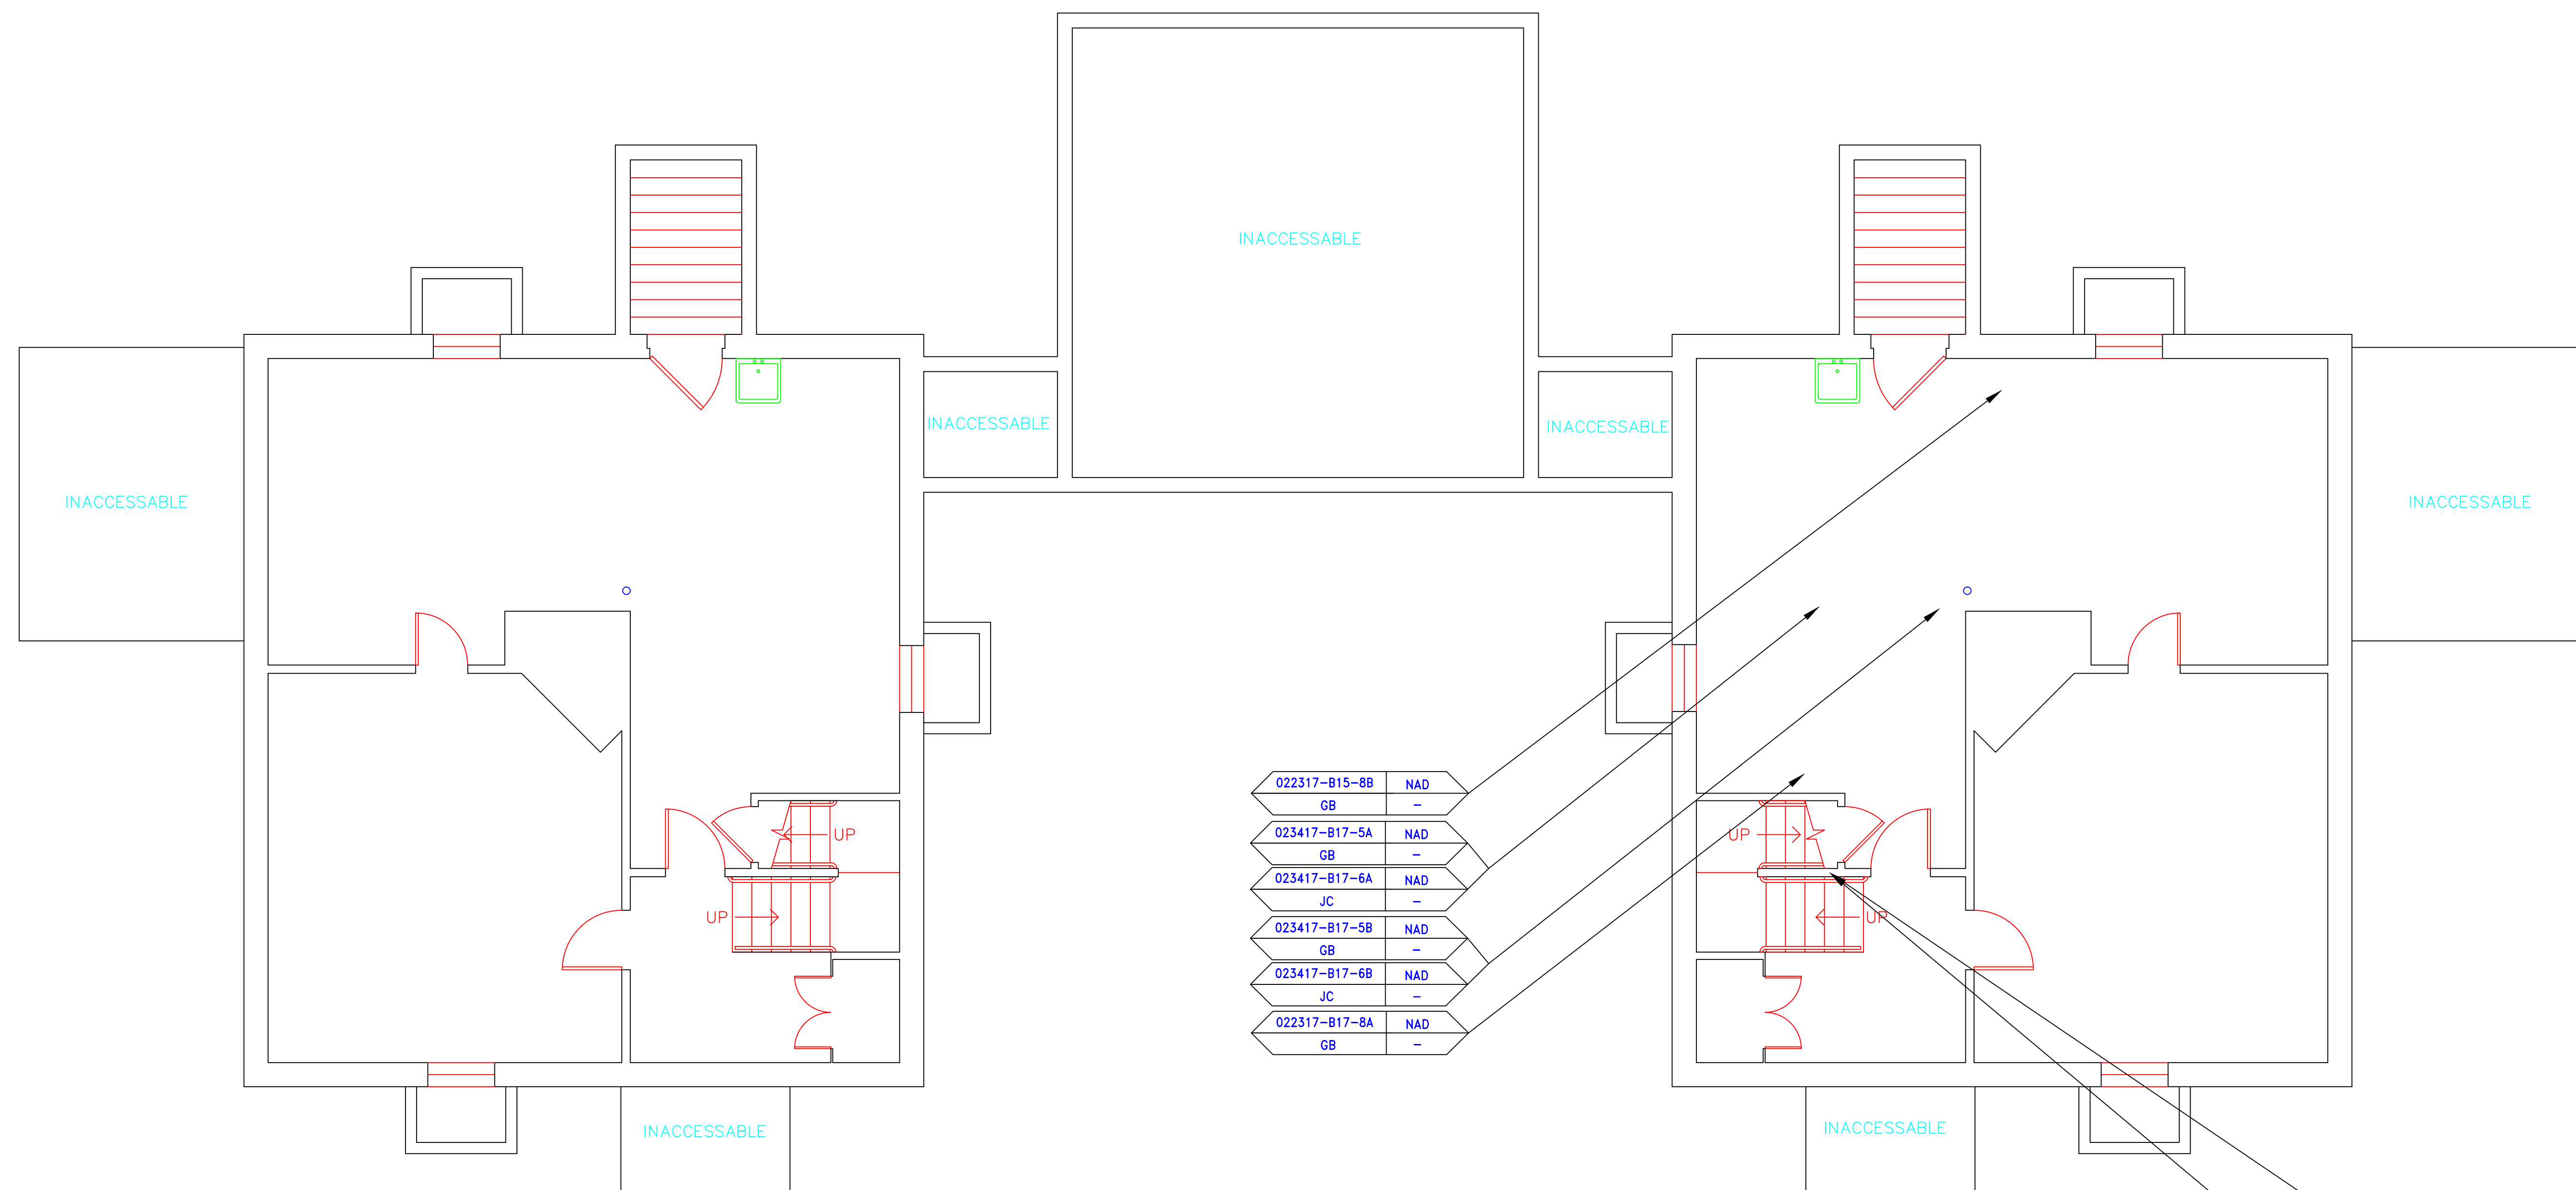 INACCESSABLE
INACCESSABLE
INACCESSABLE
INACCESSABLE
INACCESSABLE
022317-B15-8B NAD
GB -
023417-B17-5A NAD
GB -
023417-B17-6A NAD
JC -
023417-B17-5B NAD
GB -
023417-B17-6B NAD
JC -
022317-B17-8A NAD
GB -
UP
UP
UP
UP
INACCESSABLE
INACCESSABLE